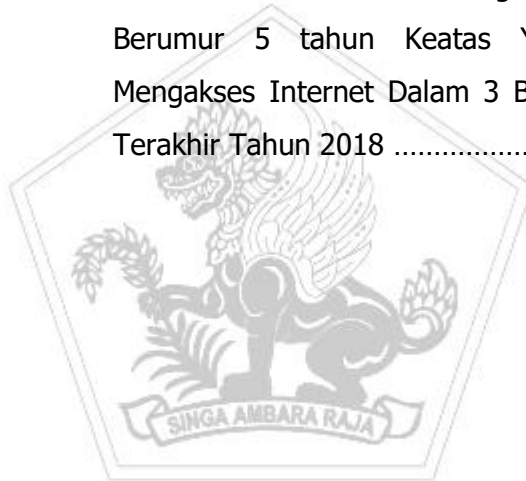 Berumur 5 tahun Keatas
Mengakses Internet Dalam 3
Terakhir Tahun 2018 ....................
SINGA AMBARA RAJA